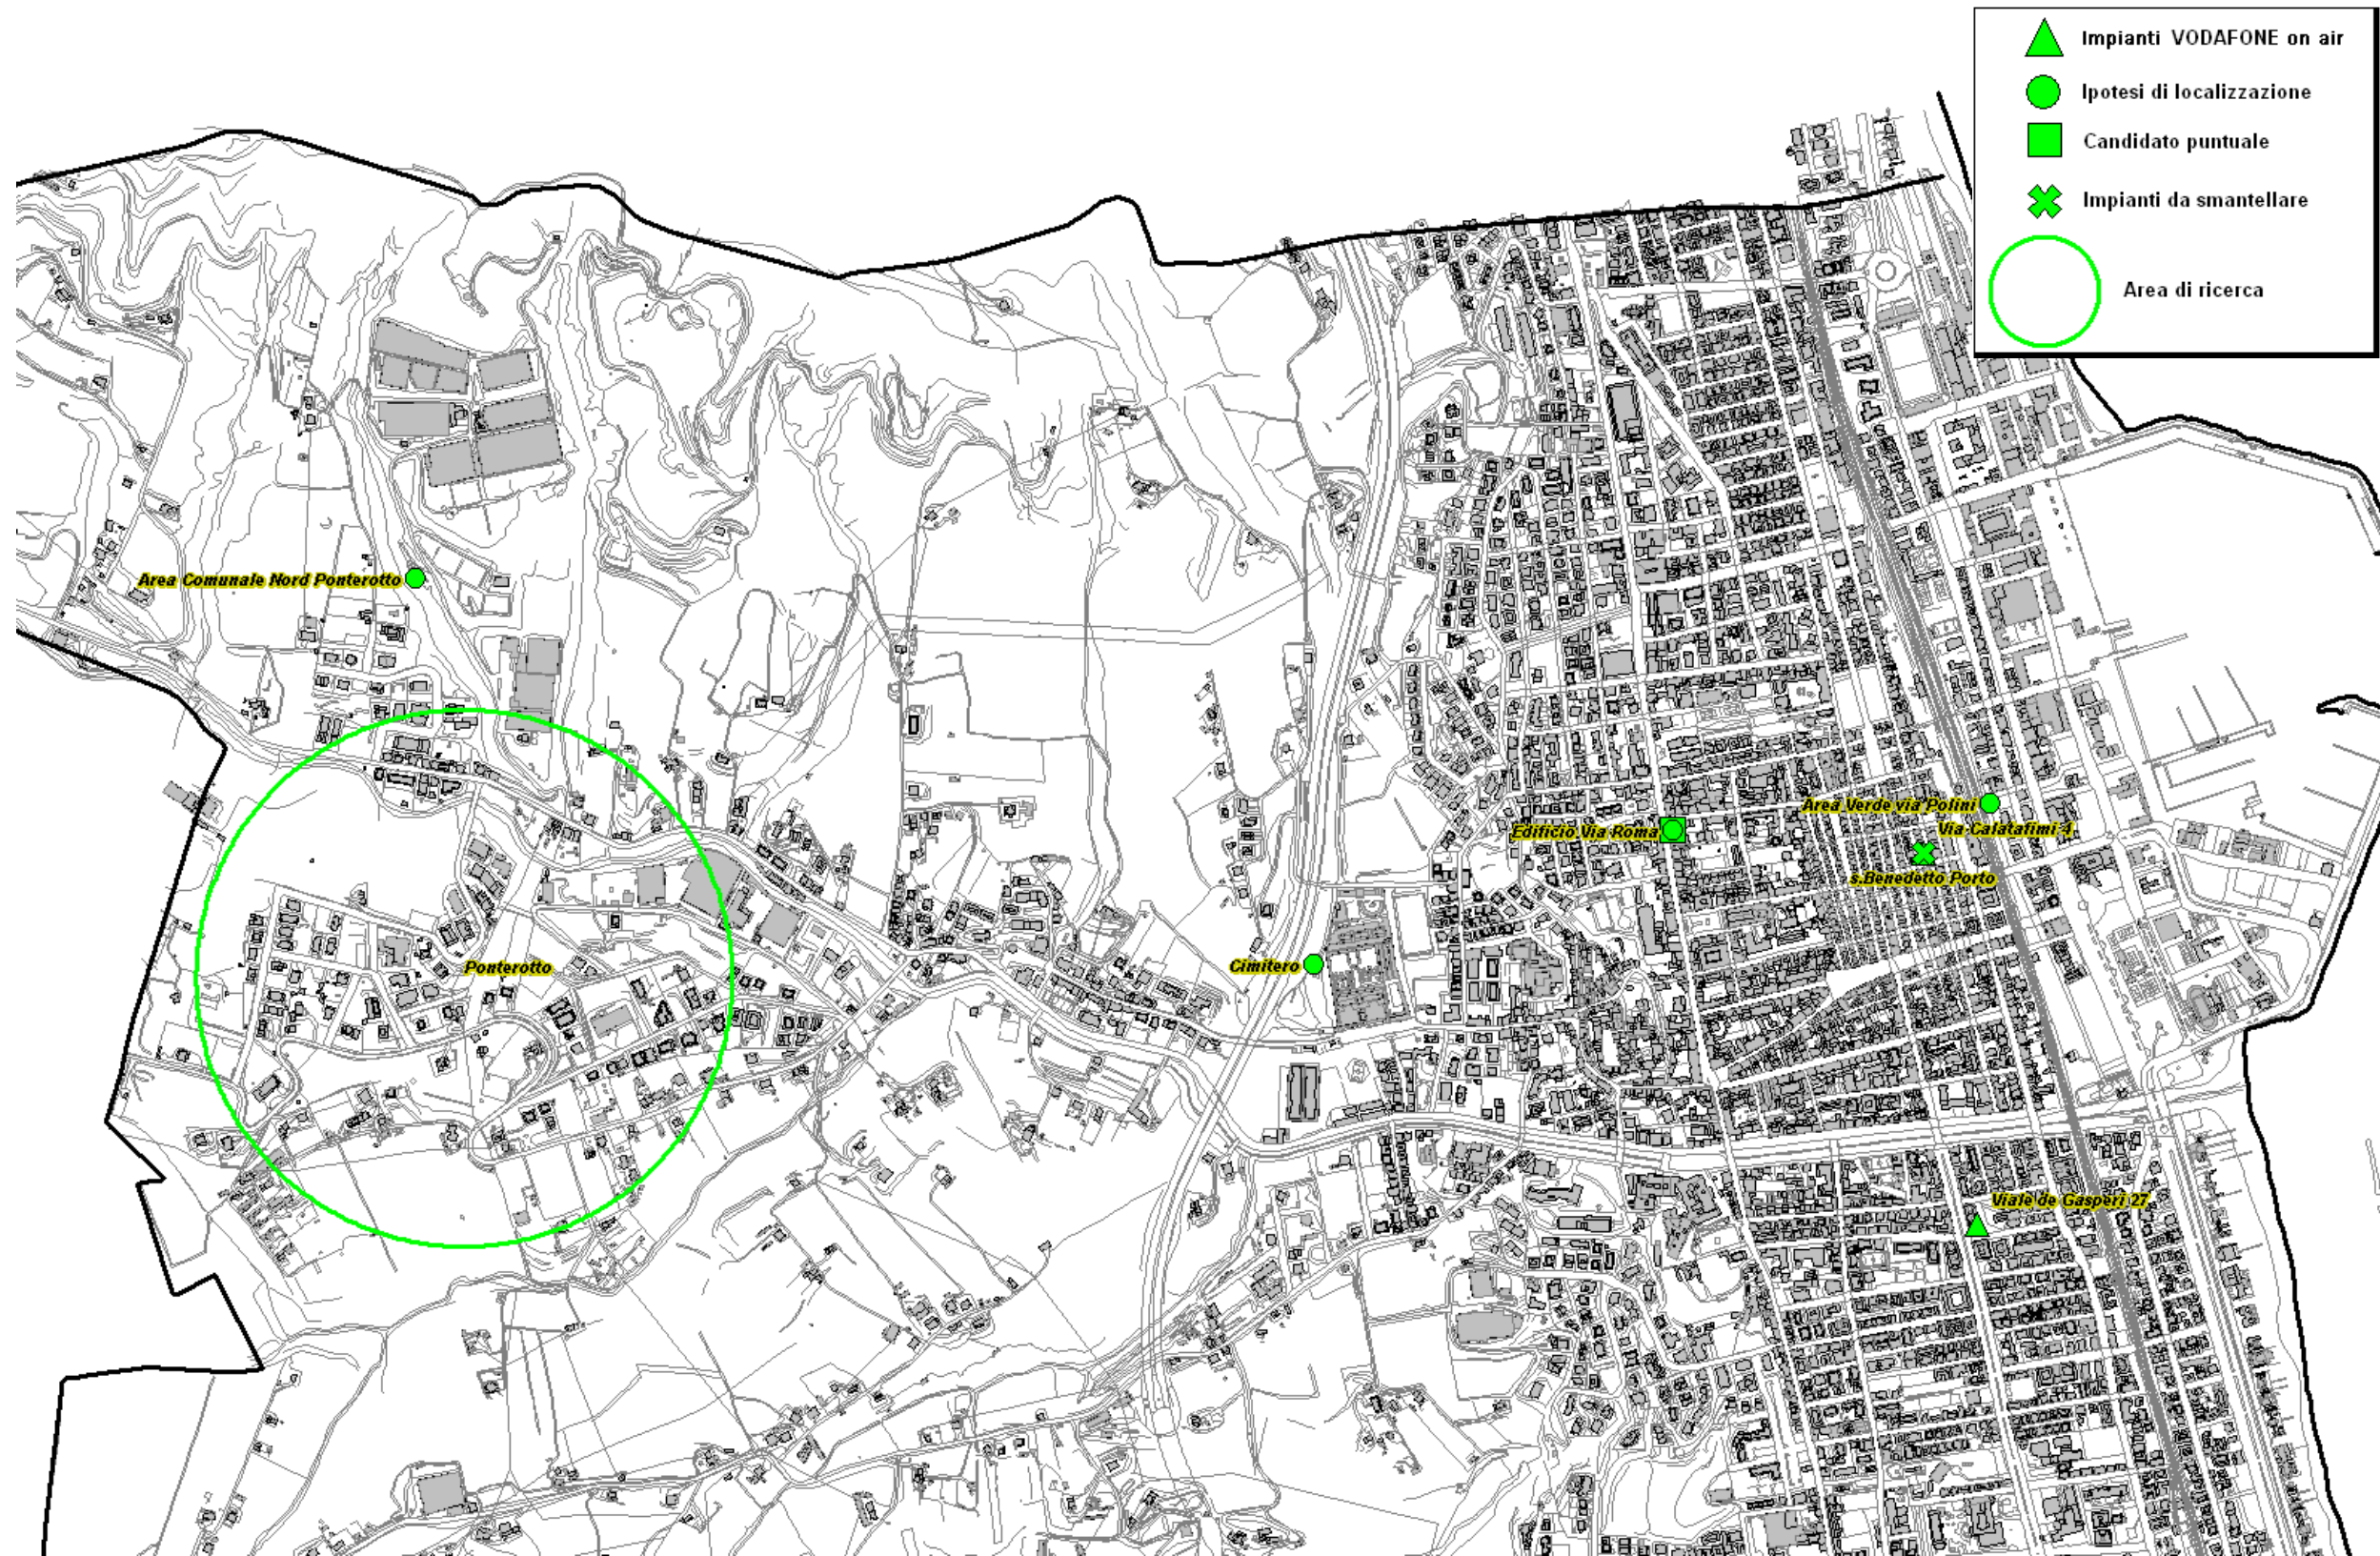 Impianti VODAFONE on air
Ipotesi di localizzazione
Candidato puntuale
Impianti da smantellare
Area di ricerca
Area Comunale Nord Ponterotto
Area Verde via Polini
Via Calatafimi 4
Edificio Via Roma
s.Benedetto Porto
Cimitero
Ponterotto
Viale de Gasperi 27